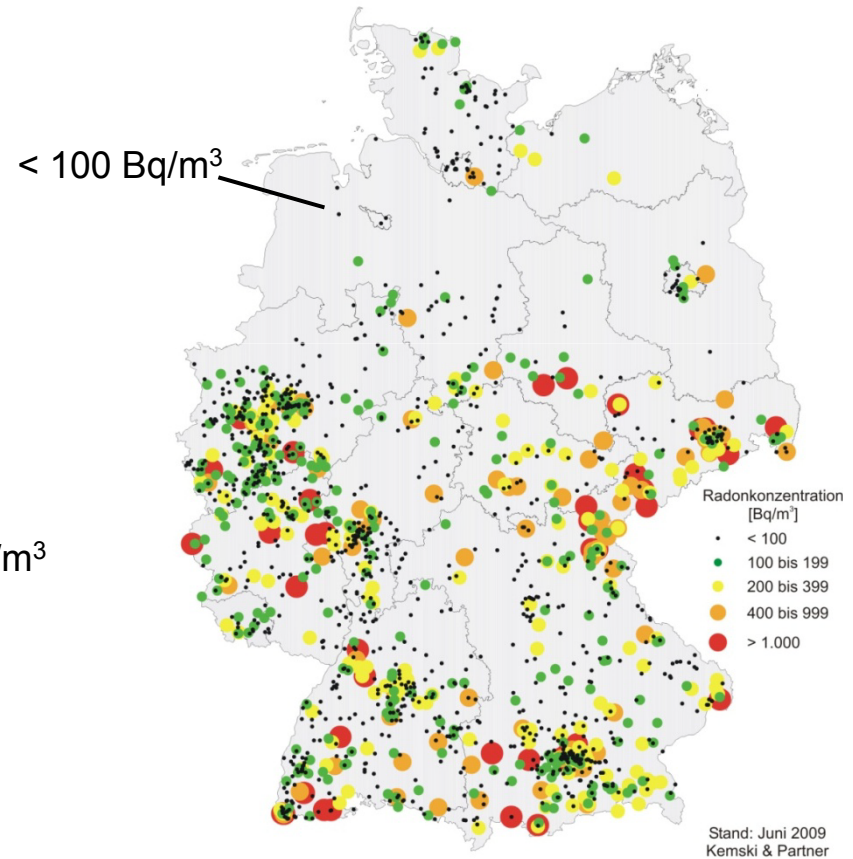 < 100 Bq/m³
/m³
Radonkonzentration
[Bq/m³]
< 100
100 bis 199
200 bis 399
400 bis 999
> 1.000
Stand: Juni 2009
Kemski & Partner